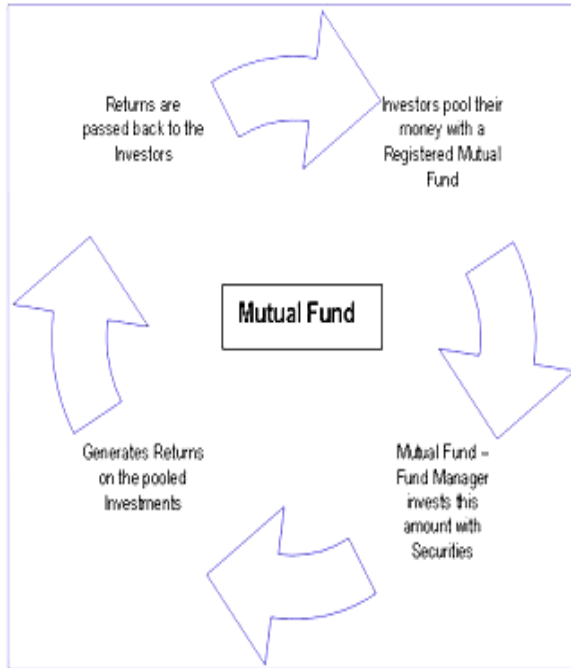 Returns are
passed back to the
Investors
Investors pool their
money with a
Registered Mutual
Fund
Mutual Fund
Generates Returns
on the pooled
Investments
Mutual Fund –
Fund Manager
invests this
amount with
Securities